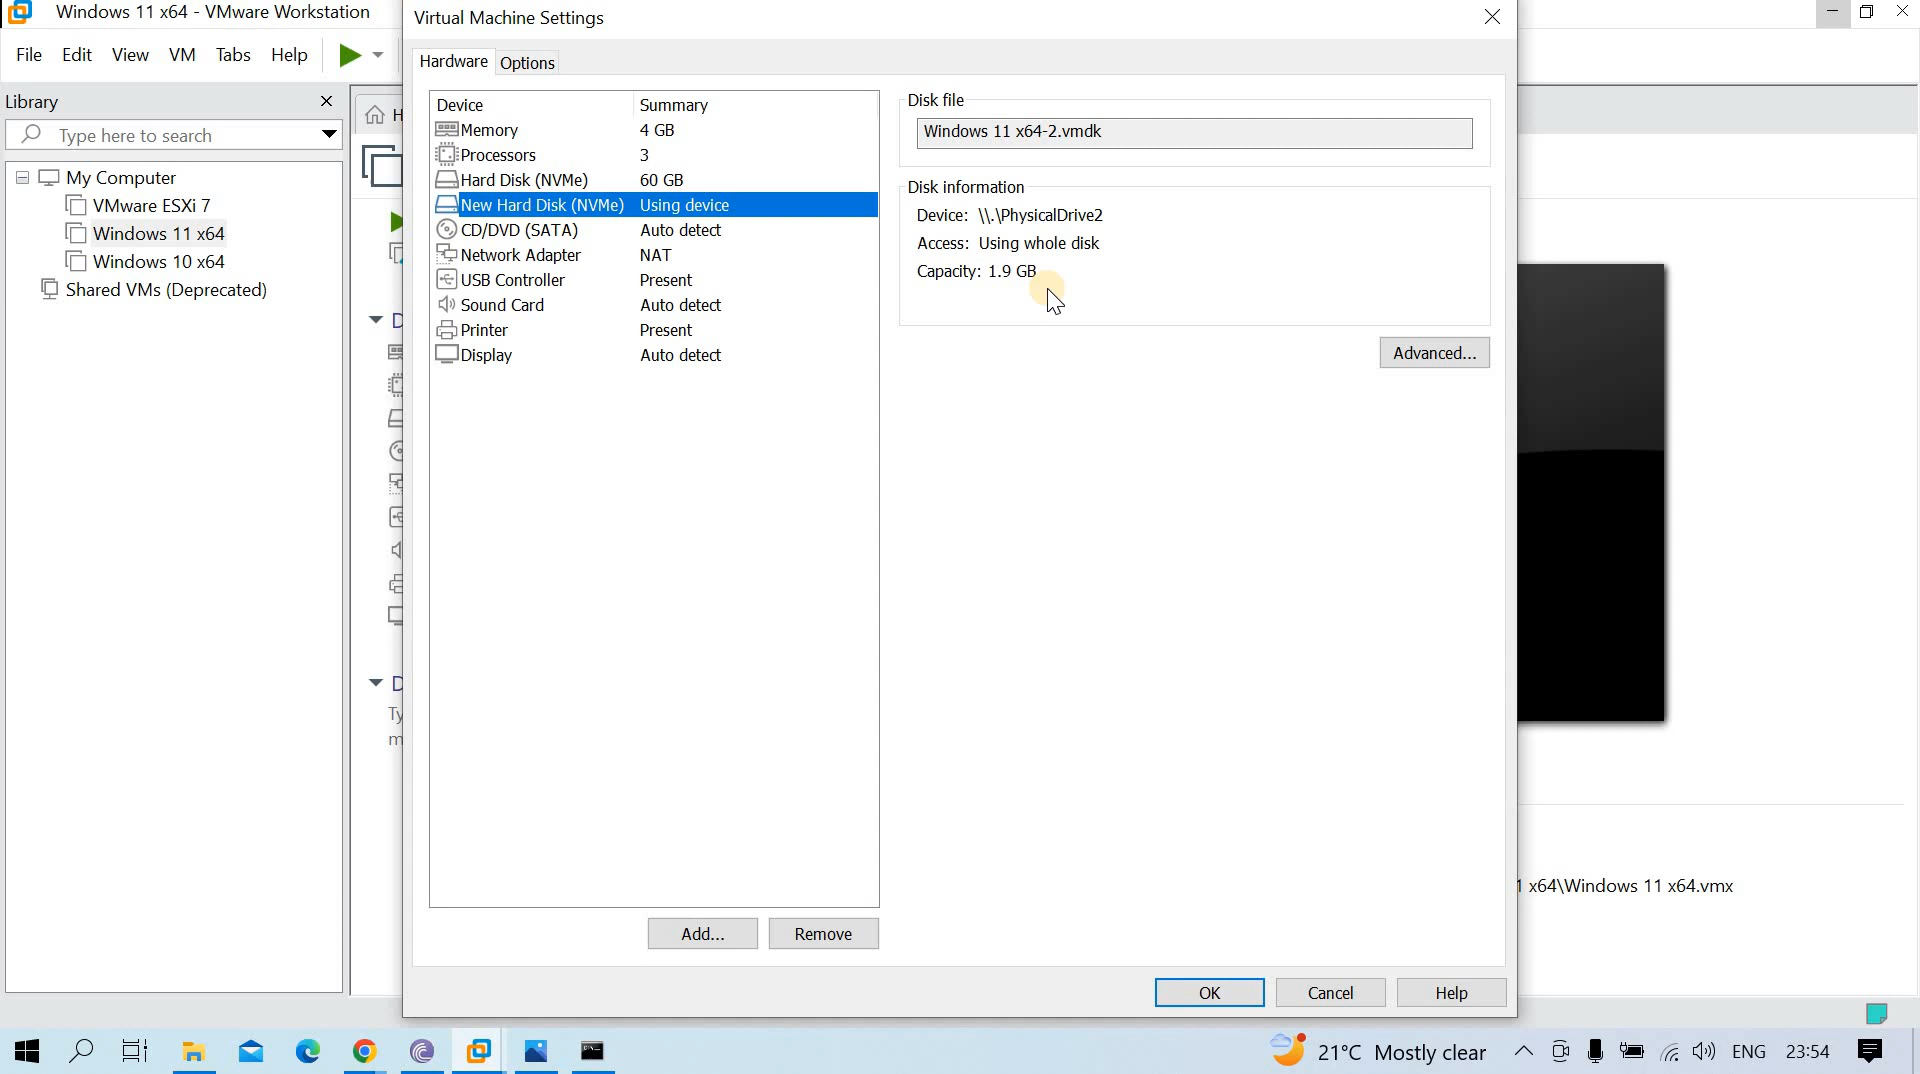 Windows 11 x64 - VMware Workstation
File Edit View VM Tabs Help
Library
Type here to search
My Computer
VMware ESXi 7
Windows 11 x64
Windows 10 x64
Shared VMs (Deprecated)
H
D
D
Ty
m
Virtual Machine Settings
Hardware Options
Device Summary
Memory 4 GB
Processors 3
Hard Disk (NVMe) 60 GB
New Hard Disk (NVMe) Using device
CD/DVD (SATA) Auto detect
Network Adapter NAT
USB Controller Present
Sound Card Auto detect
Printer Present
Display Auto detect
Add... Remove
Disk file
Windows 11 x64-2.vmdk
Disk information
Device: \\.\PhysicalDrive2
Access: Using whole disk
Capacity: 1.9 GB
Advanced...
OK Cancel Help
1 x64\Windows 11 x64.vmx
21°C Mostly clear ENG 23:54